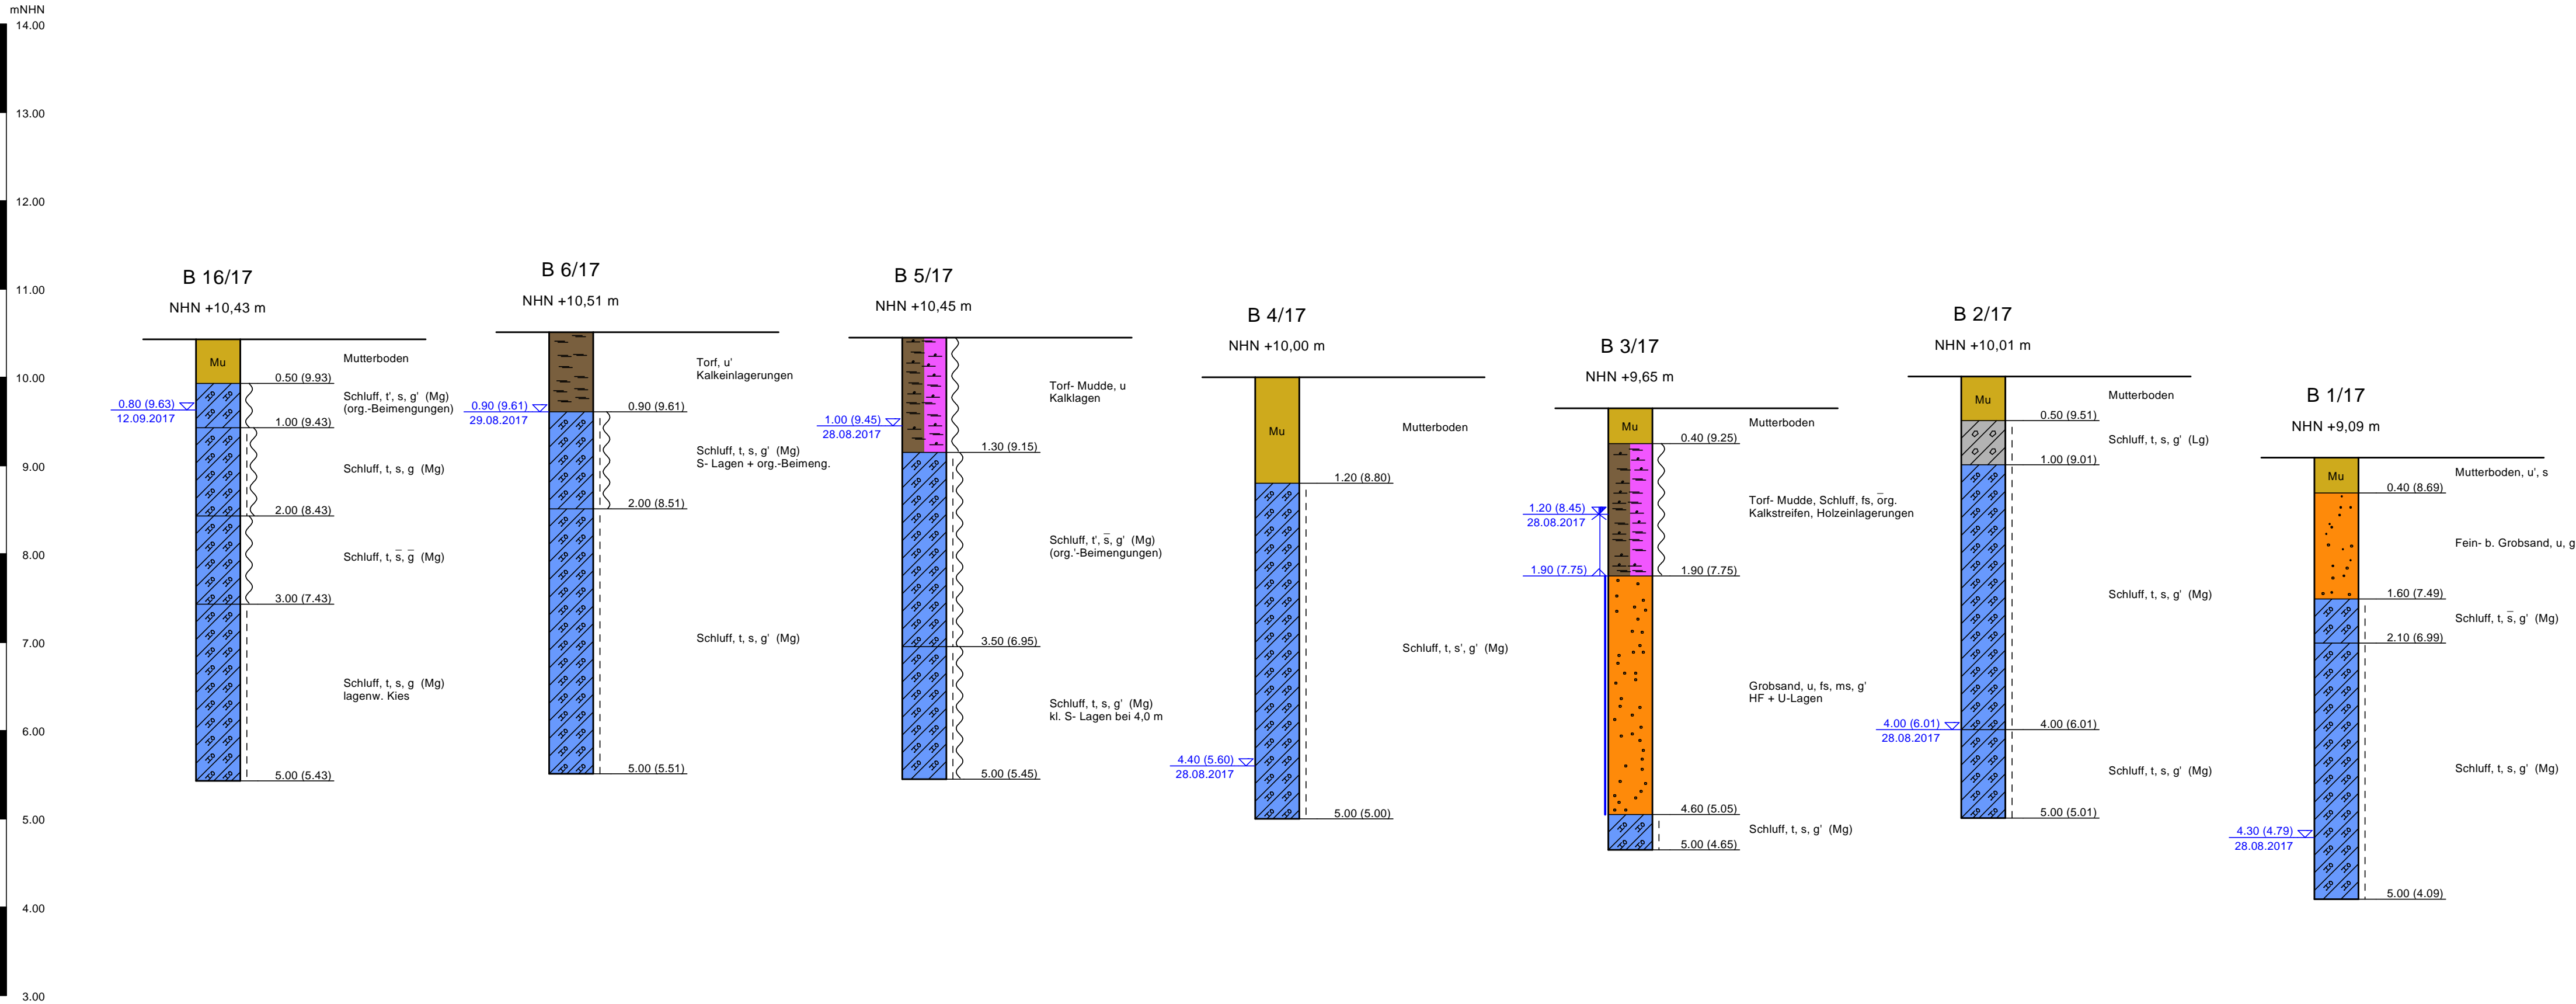 mNHN
14.00
13.00
12.00
11.00
10.00
9.00
8.00
7.00
6.00
5.00
4.00
3.00
B 16/17
NHN +10,43 m
Mu
Mutterboden
0.50 (9.93)
Schluff, t', s, g' (Mg)
(org.-Beimengungen)
0.80 (9.63)
12.09.2017
1.00 (9.43)
Schluff, t, s, g (Mg)
2.00 (8.43)
Schluff, t, s̅, g̅ (Mg)
3.00 (7.43)
Schluff, t, s, g (Mg)
lagenw. Kies
5.00 (5.43)
B 6/17
NHN +10,51 m
Torf, u'
Kalkeinlagerungen
0.90 (9.61)
29.08.2017
0.90 (9.61)
Schluff, t, s, g' (Mg)
S- Lagen + org.-Beimeng.
2.00 (8.51)
Schluff, t, s, g' (Mg)
5.00 (5.51)
B 5/17
NHN +10,45 m
Torf- Mudde, u
Kalklagen
1.00 (9.45)
28.08.2017
1.30 (9.15)
Schluff, t', s̅, g' (Mg)
(org.'-Beimengungen)
3.50 (6.95)
Schluff, t, s, g' (Mg)
kl. S- Lagen bei 4,0 m
5.00 (5.45)
B 4/17
NHN +10,00 m
Mu
Mutterboden
1.20 (8.80)
Schluff, t, s', g' (Mg)
4.40 (5.60)
28.08.2017
5.00 (5.00)
B 3/17
NHN +9,65 m
Mu
Mutterboden
0.40 (9.25)
Torf- Mudde, Schluff, fs, o̅rg.
Kalkstreifen, Holzeinlagerungen
1.20 (8.45)
28.08.2017
1.90 (7.75)
1.90 (7.75)
Grobsand, u, fs, ms, g'
HF + U-Lagen
4.60 (5.05)
Schluff, t, s, g' (Mg)
5.00 (4.65)
B 2/17
NHN +10,01 m
Mu
Mutterboden
0.50 (9.51)
Schluff, t, s, g' (Lg)
1.00 (9.01)
Schluff, t, s, g' (Mg)
4.00 (6.01)
28.08.2017
4.00 (6.01)
Schluff, t, s, g' (Mg)
5.00 (5.01)
B 1/17
NHN +9,09 m
Mu
Mutterboden, u', s
0.40 (8.69)
Fein- b. Grobsand, u, g
1.60 (7.49)
Schluff, t, s̅, g' (Mg)
2.10 (6.99)
Schluff, t, s, g' (Mg)
4.30 (4.79)
28.08.2017
5.00 (4.09)